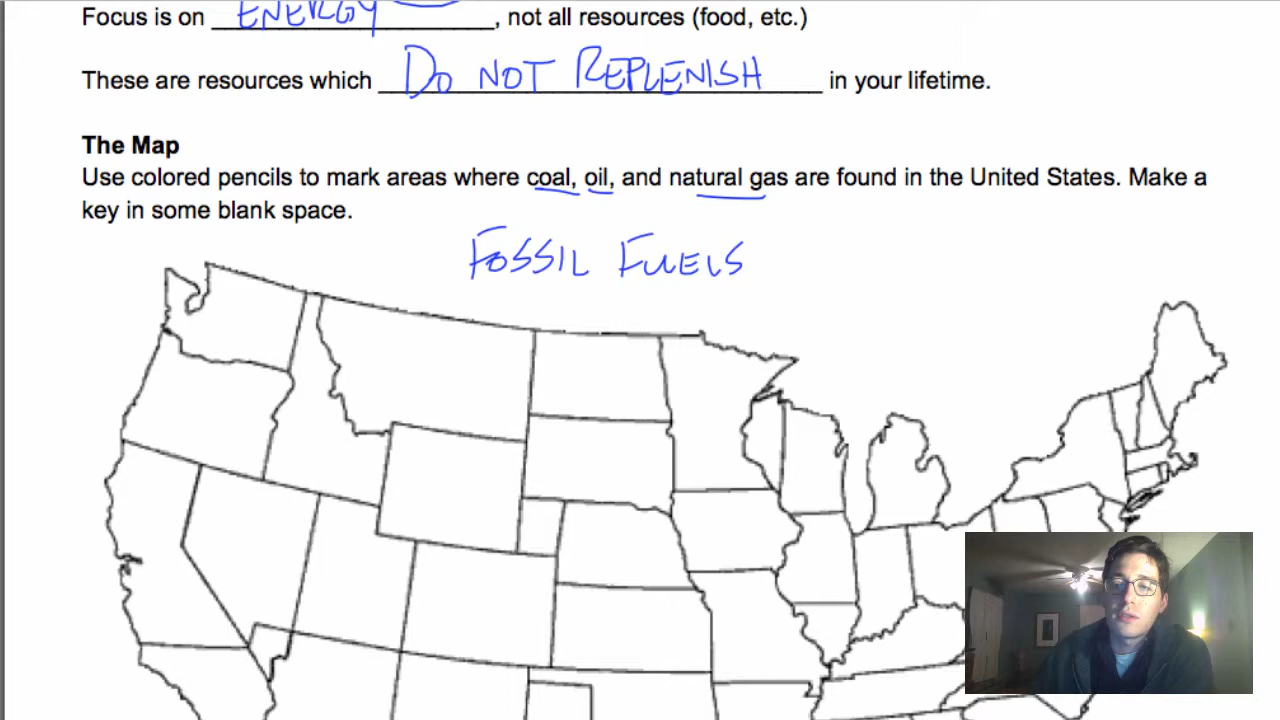 Focus is on ENERGY, not all resources (food, etc.)
These are resources which DO NOT REPLENISH in your lifetime.
The Map
Use colored pencils to mark areas where coal, oil, and natural gas are found in the United States. Make a
key in some blank space.
FOSSIL FUELS